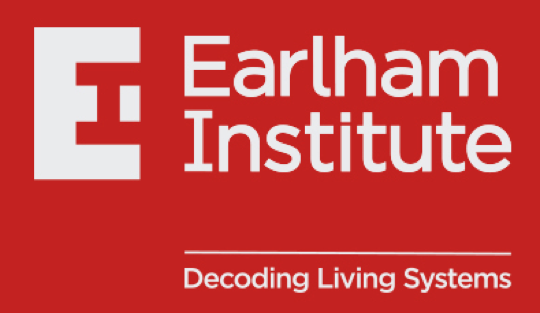 Earlham
Institute
Decoding Living Systems